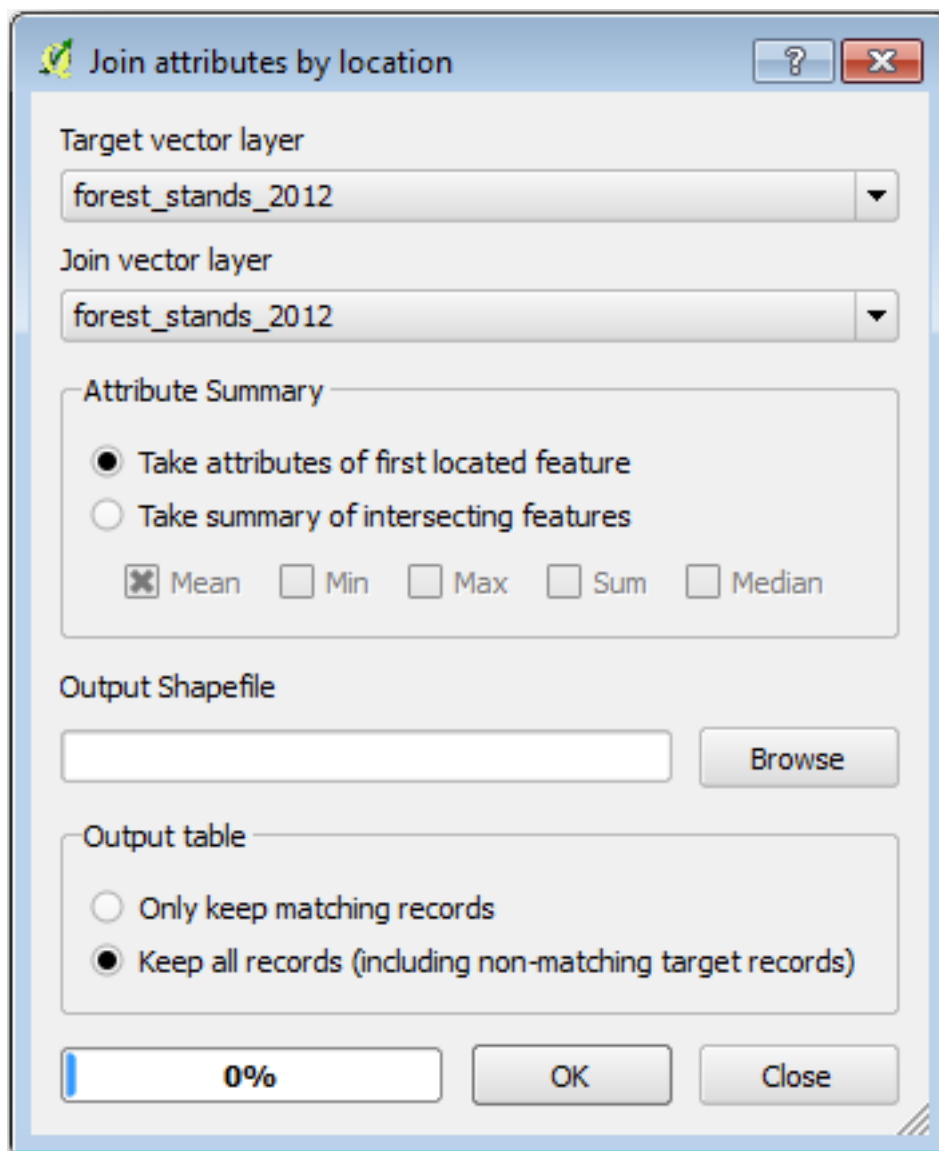 Join attributes by location
?
Target vector layer
forest_stands_2012
Join vector layer
forest_stands_2012
Attribute Summary
Take attributes of first located feature
Take summary of intersecting features
Mean Min Max Sum Median
Output Shapefile
Browse
Output table
Only keep matching records
Keep all records (including non-matching target records)
0% OK Close